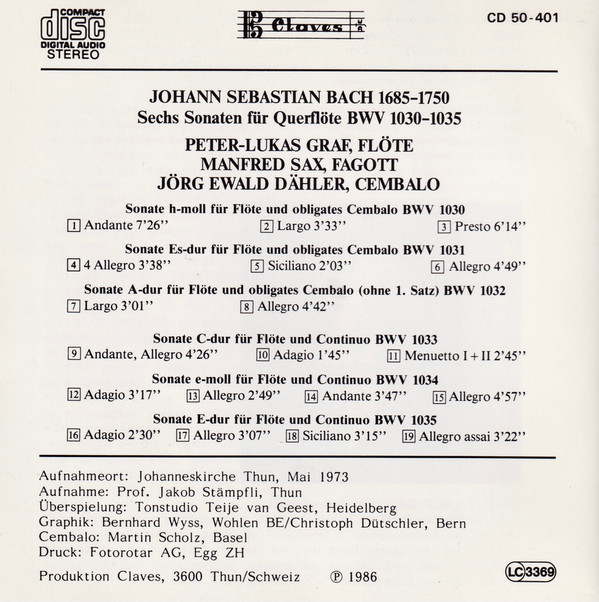 COMPACT
disc
DIGITAL AUDIO
STEREO
Claves
CD 50-401
JOHANN SEBASTIAN BACH 1685–1750
Sechs Sonaten für Querflöte BWV 1030–1035
PETER-LUKAS GRAF, FLÖTE
MANFRED SAX, FAGOTT
JÖRG EWALD DÄHLER, CEMBALO
Sonate h-moll für Flöte und obligates Cembalo BWV 1030
1 Andante 7'26'' 2 Largo 3'33'' 3 Presto 6'14''
Sonate Es-dur für Flöte und obligates Cembalo BWV 1031
4 4 Allegro 3'38'' 5 Siciliano 2'03'' 6 Allegro 4'49''
Sonate A-dur für Flöte und obligates Cembalo (ohne 1. Satz) BWV 1032
7 Largo 3'01'' 8 Allegro 4'42''
Sonate C-dur für Flöte und Continuo BWV 1033
9 Andante, Allegro 4'26'' 10 Adagio 1'45'' 11 Menuetto I + II 2'45''
Sonate e-moll für Flöte und Continuo BWV 1034
12 Adagio 3'17'' 13 Allegro 2'49'' 14 Andante 3'47'' 15 Allegro 4'57''
Sonate E-dur für Flöte und Continuo BWV 1035
16 Adagio 2'30'' 17 Allegro 3'07'' 18 Siciliano 3'15'' 19 Allegro assai 3'22''
Aufnahmeort: Johanneskirche Thun, Mai 1973
Aufnahme: Prof. Jakob Stämpfli, Thun
Überspielung: Tonstudio Teije van Geest, Heidelberg
Graphik: Bernhard Wyss, Wohlen BE/Christoph Dütschler, Bern
Cembalo: Martin Scholz, Basel
Druck: Fotorotar AG, Egg ZH
Produktion Claves, 3600 Thun/Schweiz ℗ 1986
LC 3369